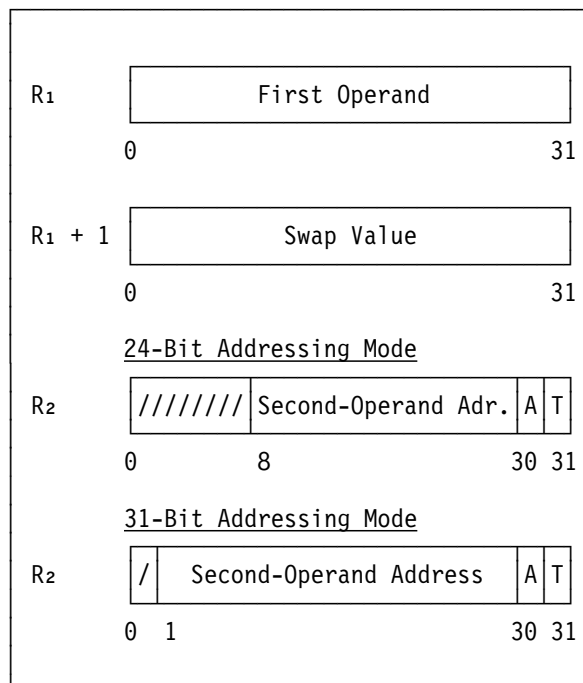 R₁ First Operand
0 31
R₁ + 1 Swap Value
0 31
24-Bit Addressing Mode
R₂ //////// Second-Operand Adr. A T
0 8 30 31
31-Bit Addressing Mode
R₂ / Second-Operand Address A T
0 1 30 31